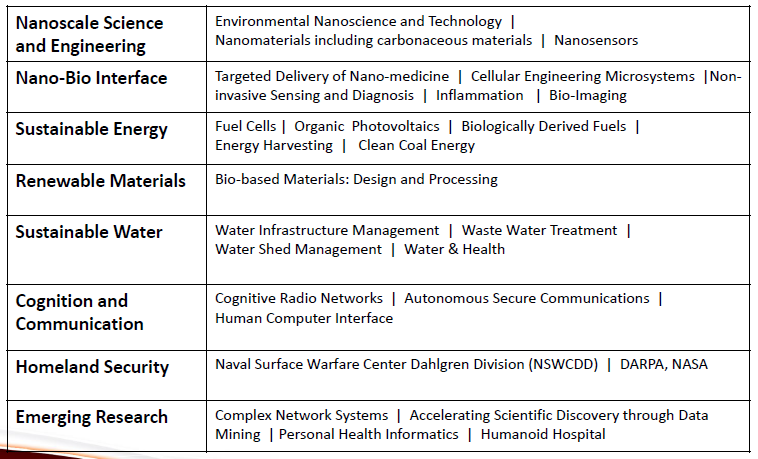 Nanoscale Science and Engineering
Environmental Nanoscience and Technology |
Nanomaterials including carbonaceous materials | Nanosensors
Nano-Bio Interface
Targeted Delivery of Nano-medicine | Cellular Engineering Microsystems |Non-
invasive Sensing and Diagnosis | Inflammation | Bio-Imaging
Sustainable Energy
Fuel Cells | Organic Photovoltaics | Biologically Derived Fuels |
Energy Harvesting | Clean Coal Energy
Renewable Materials
Bio-based Materials: Design and Processing
Sustainable Water
Water Infrastructure Management | Waste Water Treatment |
Water Shed Management | Water & Health
Cognition and
Communication
Cognitive Radio Networks | Autonomous Secure Communications |
Human Computer Interface
Homeland Security
Naval Surface Warfare Center Dahlgren Division (NSWCDD) | DARPA, NASA
Emerging Research
Complex Network Systems | Accelerating Scientific Discovery through Data
Mining | Personal Health Informatics | Humanoid Hospital